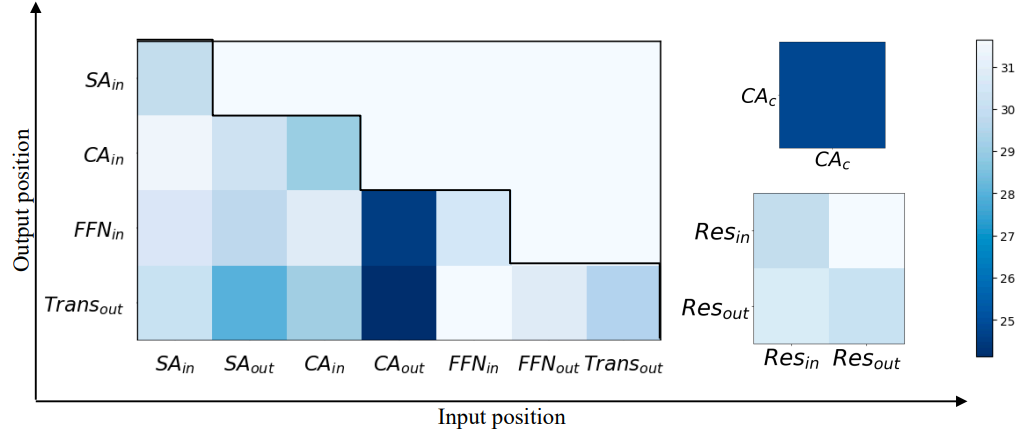 Output position
SA_in
CA_in
FFN_in
Trans_out
SA_in SA_out CA_in CA_out FFN_in FFN_out Trans_out
Input position
CA_c
CA_c
Res_in
Res_out
Res_in Res_out
31
30
29
28
27
26
25